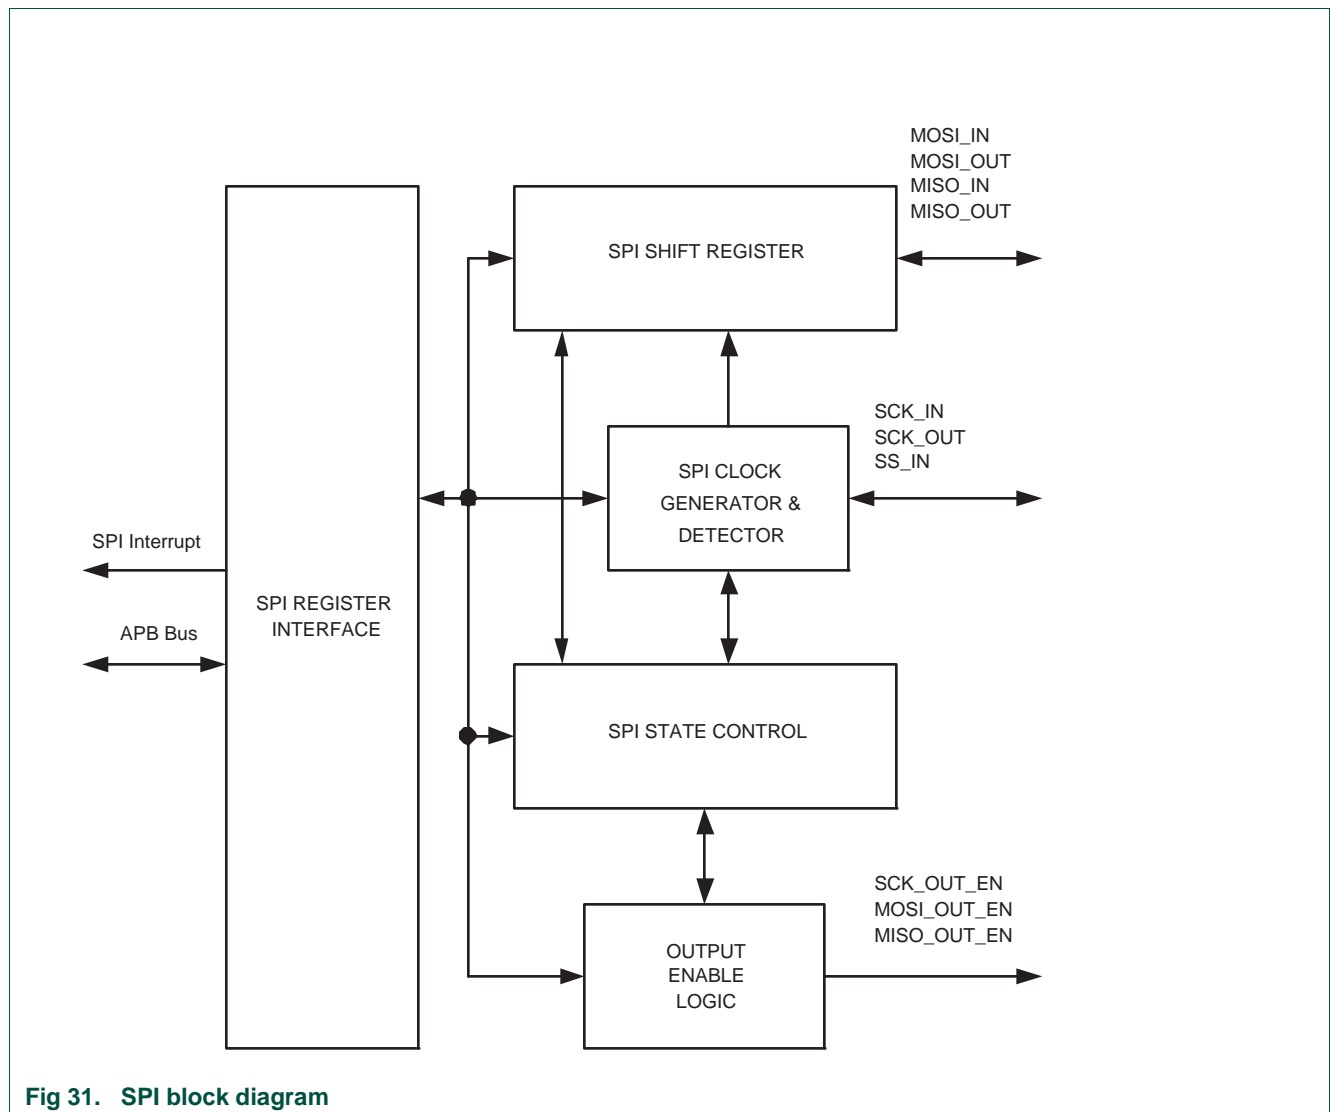 MOSI_IN
MOSI_OUT
MISO_IN
MISO_OUT
SPI SHIFT REGISTER
SCK_IN
SCK_OUT
SS_IN
SPI CLOCK
GENERATOR &
DETECTOR
SPI Interrupt
APB Bus
SPI REGISTER
INTERFACE
SPI STATE CONTROL
SCK_OUT_EN
MOSI_OUT_EN
MISO_OUT_EN
OUTPUT
ENABLE
LOGIC
Fig 31. SPI block diagram